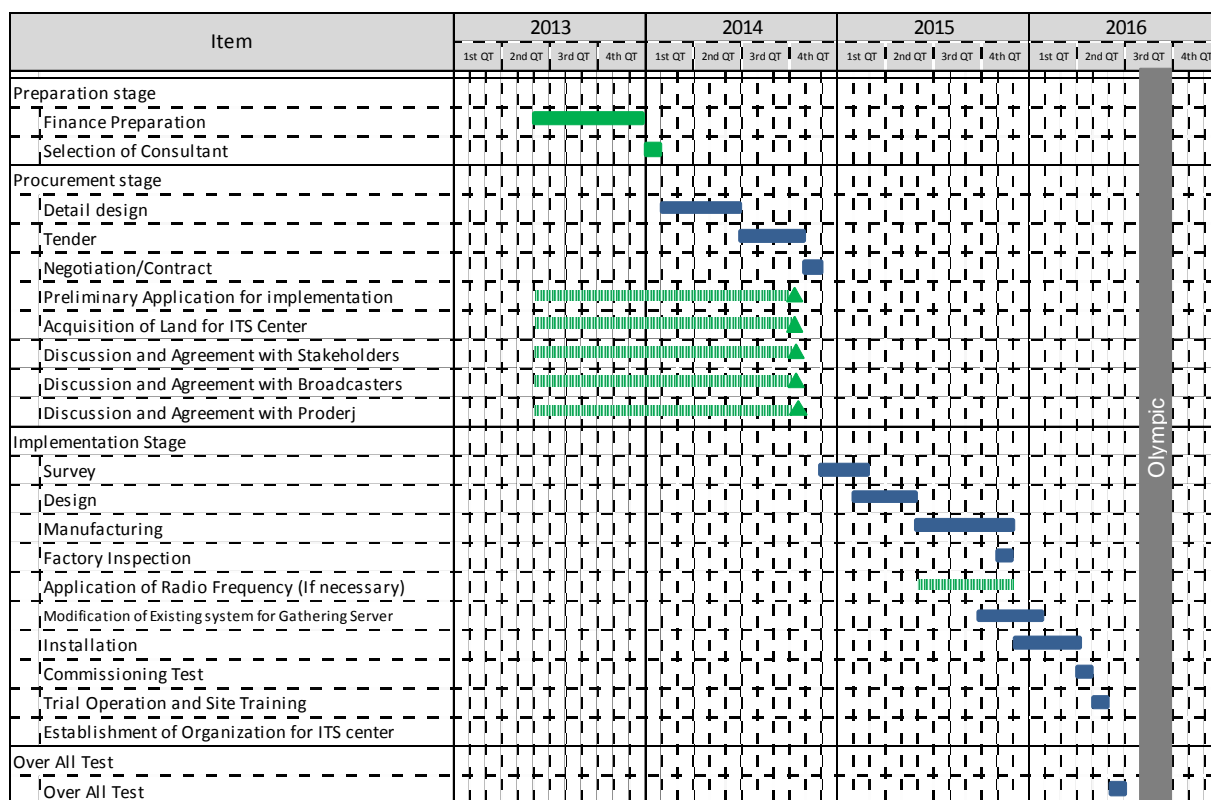 Item
2013 2014 2015 2016
1st QT 2nd QT 3rd QT 4th QT 1st QT 2nd QT 3rd QT 4th QT 1st QT 2nd QT 3rd QT 4th QT 1st QT 2nd QT 3rd QT 4th QT
Preparation stage
Finance Preparation
Selection of Consultant
Procurement stage
Detail design
Tender
Negotiation/Contract
Preliminary Application for implementation
Acquisition of Land for ITS Center
Discussion and Agreement with Stakeholders
Discussion and Agreement with Broadcasters
Discussion and Agreement with Proderj
Implementation Stage
Survey
Design
Manufacturing
Factory Inspection
Application of Radio Frequency (If necessary)
Modification of Existing system for Gathering Server
Installation
Commissioning Test
Trial Operation and Site Training
Establishment of Organization for ITS center
Over All Test
Over All Test
Olympic